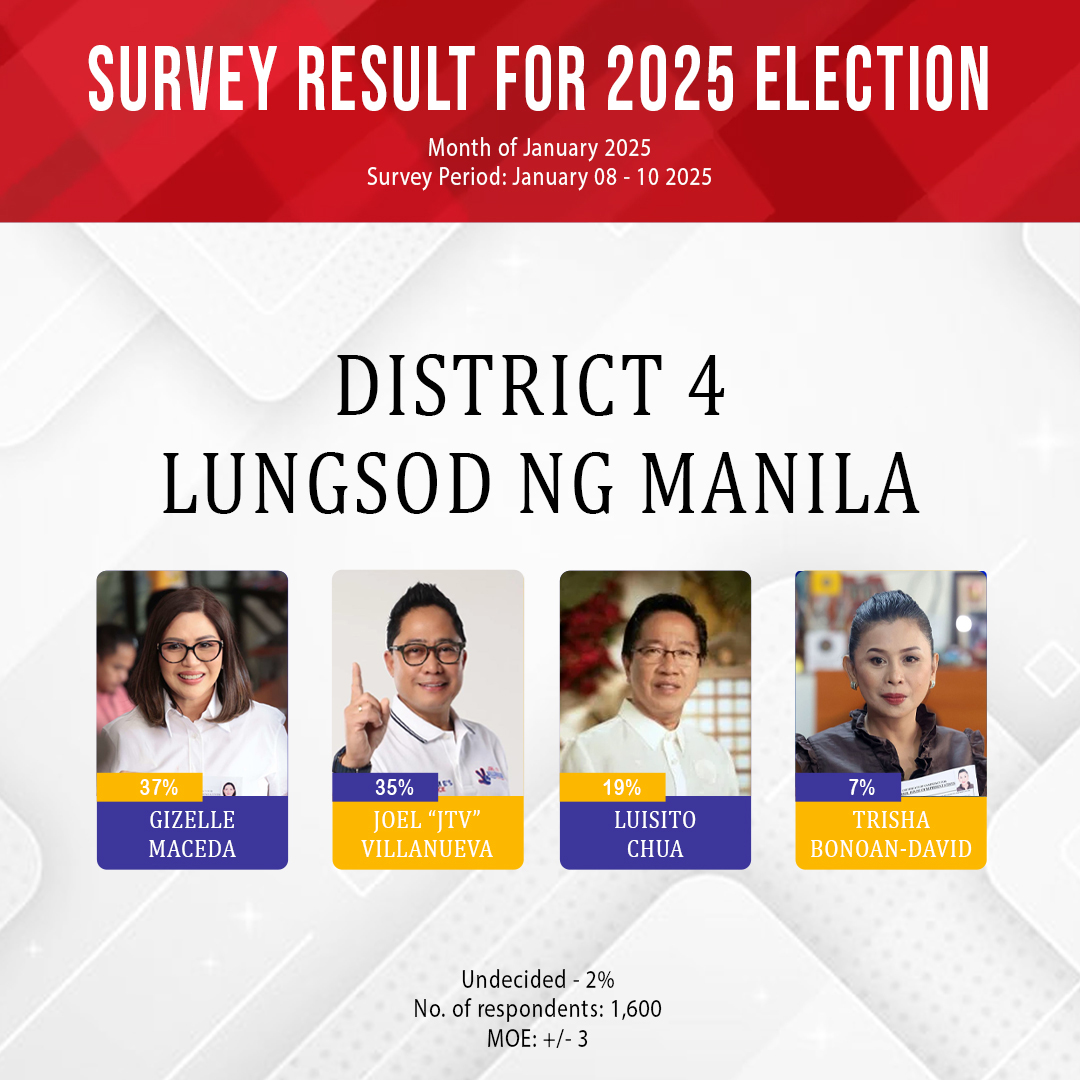 SURVEY RESULT FOR 2025 ELECTION
Month of January 2025
Survey Period: January 08 - 10 2025
DISTRICT 4
LUNGSOD NG MANILA
37%
GIZELLE
MACEDA
35%
JOEL “JTV”
VILLANUEVA
19%
LUISITO
CHUA
7%
TRISHA
BONOAN-DAVID
Undecided - 2%
No. of respondents: 1,600
MOE: +/- 3